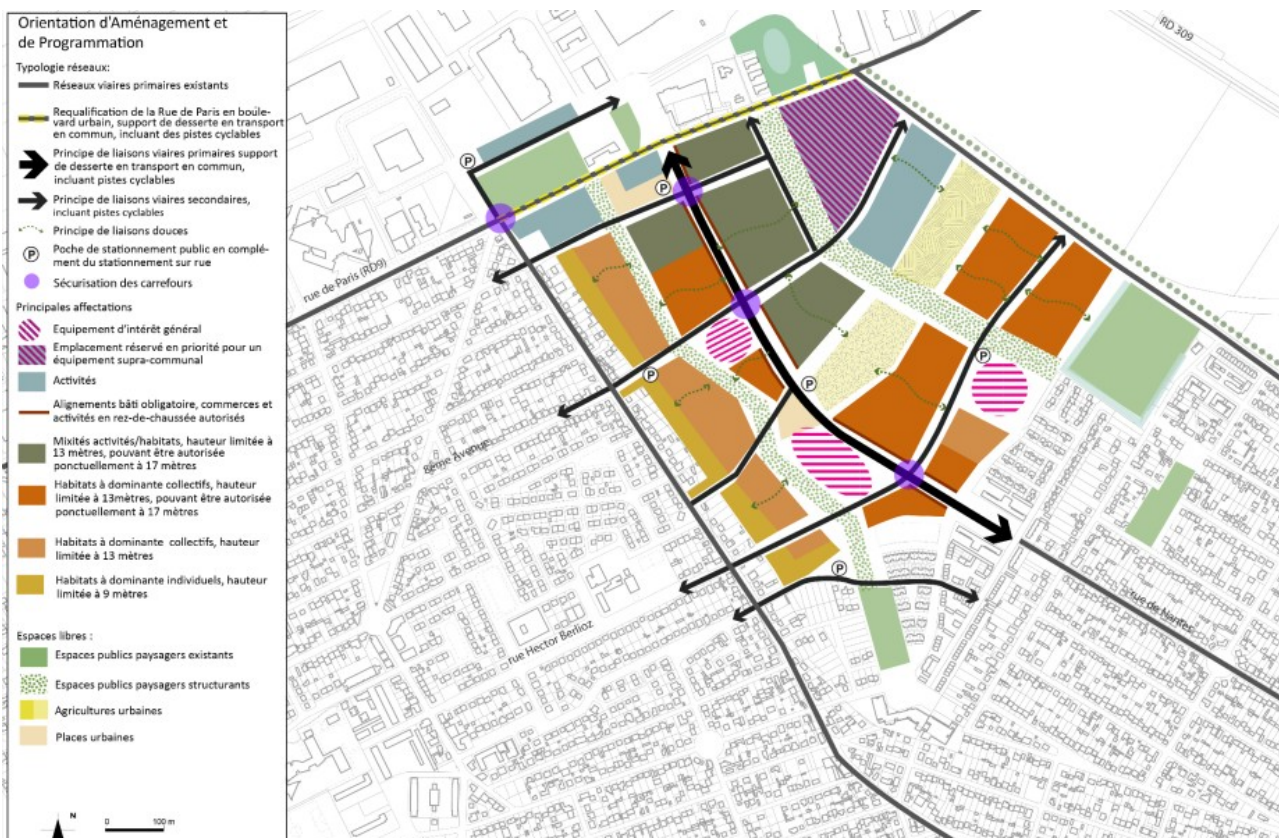 Orientation d'Aménagement et
de Programmation
Typologie réseaux:
Réseaux viaires primaires existants
Requalification de la Rue de Paris en boule-
vard urbain, support de desserte en transport
en commun, incluant des pistes cyclables
Principe de liaisons viaires primaires support
de desserte en transport en commun,
incluant pistes cyclables
Principe de liaisons viaires secondaires,
incluant pistes cyclables
Principe de liaisons douces
P
Poche de stationnement public en complé-
ment du stationnement sur rue
Sécurisation des carrefours
Principales affectations
Equipement d'intérêt général
Emplacement réservé en priorité pour un
équipement supra-communal
Activités
Alignements bâti obligatoire, commerces et
activités en rez-de-chaussée autorisés
Mixités activités/habitats, hauteur limitée à
13 mètres, pouvant être autorisée
ponctuellement à 17 mètres
Habitats à dominante collectifs, hauteur
limitée à 13mètres, pouvant être autorisée
ponctuellement à 17 mètres
Habitats à dominante collectifs, hauteur
limitée à 13 mètres
Habitats à dominante individuels, hauteur
limitée à 9 mètres
Espaces libres :
Espaces publics paysagers existants
Espaces publics paysagers structurants
Agricultures urbaines
Places urbaines
N
0 100 m
RD 309
P
P
rue de Paris (RD9)
P
P
P
8ème Avenue
P
rue Hector Berlioz
rue de Nantes